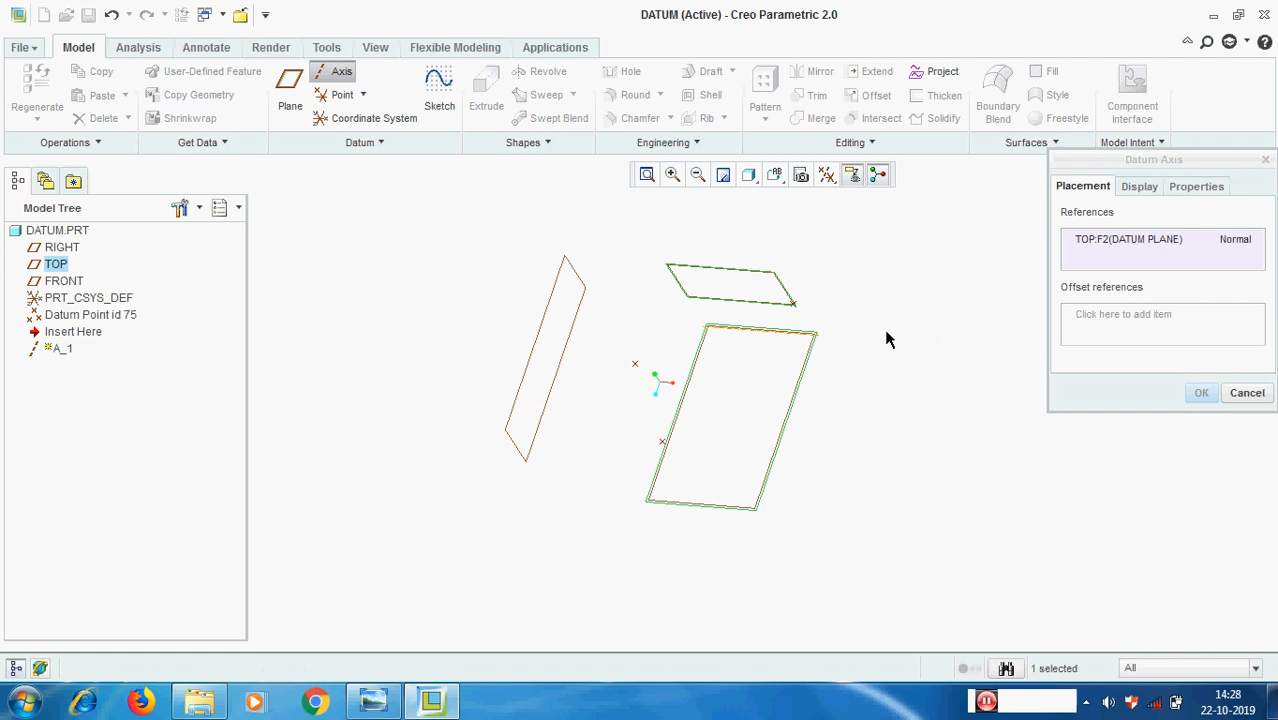 DATUM (Active) - Creo Parametric 2.0
File Model Analysis Annotate Render Tools View Flexible Modeling Applications
Regenerate
Copy
Paste
Delete
Operations
User-Defined Feature
Copy Geometry
Shrinkwrap
Get Data
Plane
Axis
Point
Coordinate System
Datum
Sketch
Extrude
Revolve
Sweep
Swept Blend
Shapes
Hole
Round
Chamfer
Draft
Shell
Rib
Engineering
Pattern
Mirror
Trim
Merge
Extend
Offset
Intersect
Project
Thicken
Solidify
Editing
Boundary
Blend
Fill
Style
Freestyle
Surfaces
Component
Interface
Model Intent
Model Tree
DATUM.PRT
RIGHT
TOP
FRONT
PRT_CSYS_DEF
Datum Point id 75
Insert Here
A_1
Datum Axis
Placement Display Properties
References
TOP:F2(DATUM PLANE) Normal
Offset references
Click here to add item
OK Cancel
1 selected
All
14:28
22-10-2019